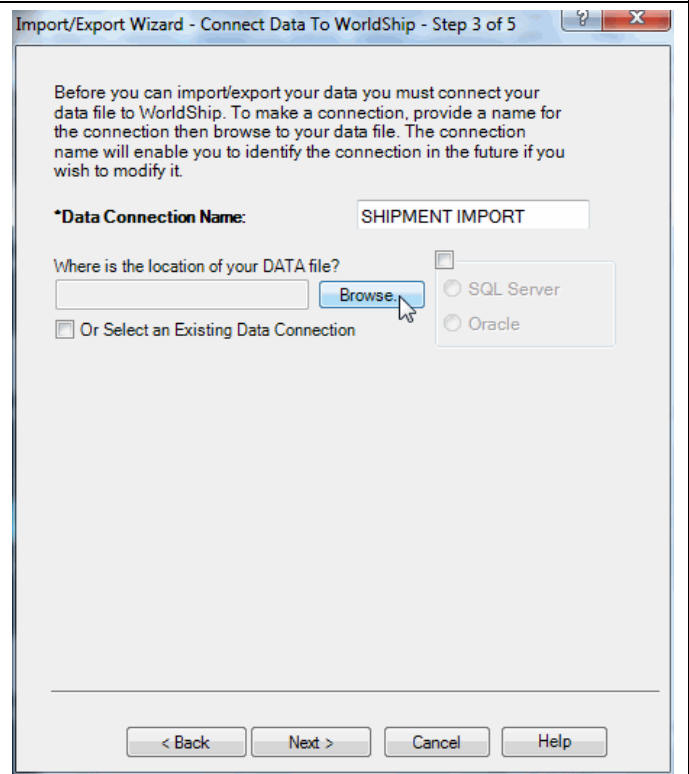 Import/Export Wizard - Connect Data To WorldShip - Step 3 of 5
Before you can import/export your data you must connect your
data file to WorldShip. To make a connection, provide a name for
the connection then browse to your data file. The connection
name will enable you to identify the connection in the future if you
wish to modify it.
*Data Connection Name: SHIPMENT IMPORT
Where is the location of your DATA file?
Browse...
SQL Server
Or Select an Existing Data Connection
Oracle
< Back Next > Cancel Help